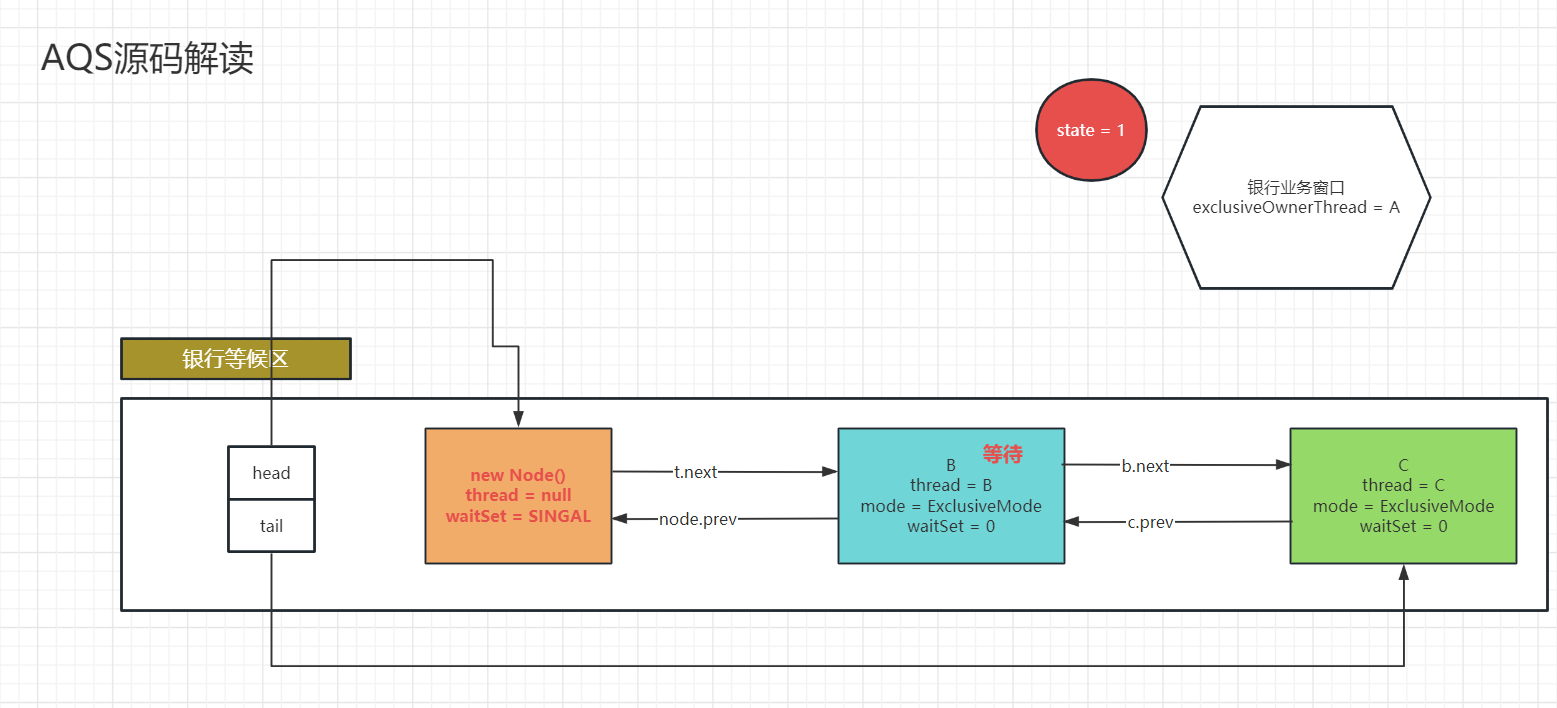 AQS源码解读
state = 1
银行业务窗口
exclusiveOwnerThread = A
银行等候区
head
tail
new Node()
thread = null
waitSet = SINGAL
t.next
node.prev
等待
B
thread = B
mode = ExclusiveMode
waitSet = 0
b.next
c.prev
C
thread = C
mode = ExclusiveMode
waitSet = 0